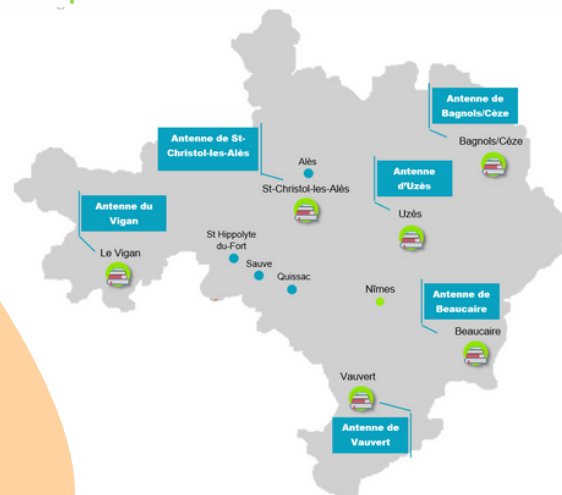 Antenne de
Bagnols/Cèze
Bagnols/Cèze
Antenne de St-
Christol-les-Alès
Alès
St-Christol-les-Alès
Antenne
d'Uzès
Uzès
Antenne du
Vigan
Le Vigan
St Hippolyte
du-Fort
Sauve
Quissac
Nîmes
Antenne de
Beaucaire
Beaucaire
Vauvert
Antenne de
Vauvert